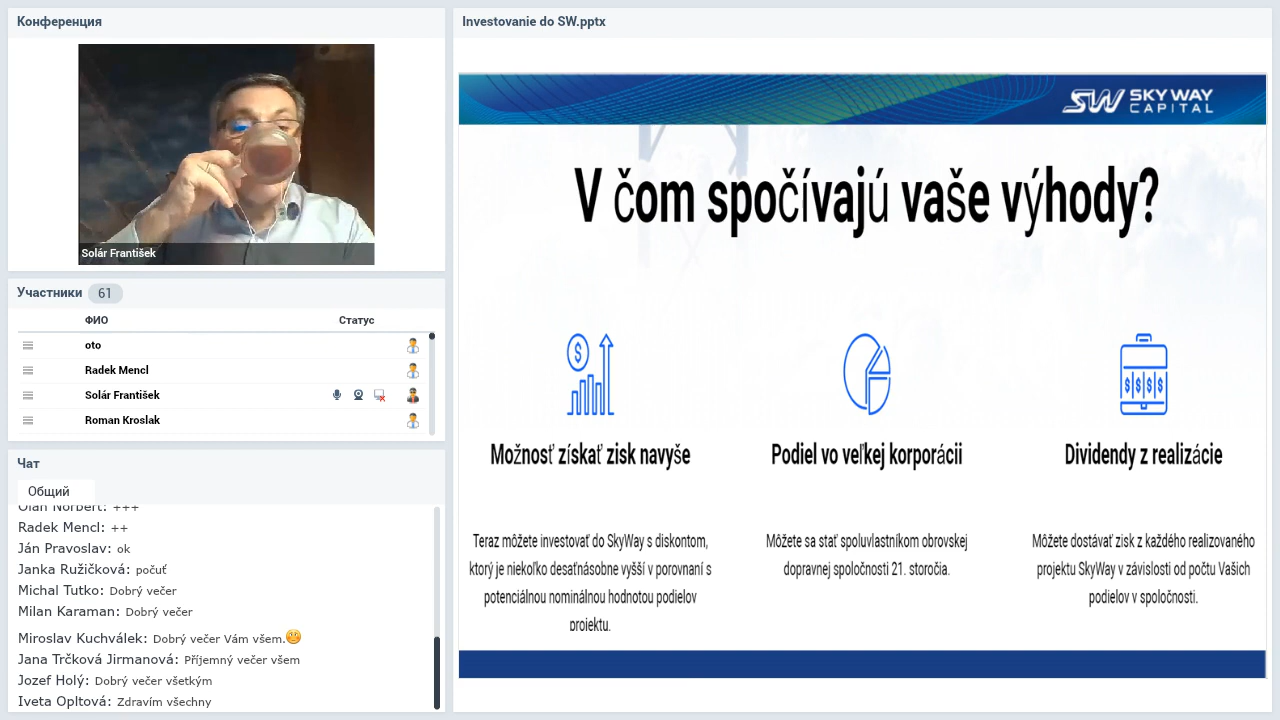 Конференция
Solár František
Участники 61
ФИО Статус
oto
Radek Mencl
Solár František
Roman Kroslak
Чат
Общий
Olah Norbert: +++
Radek Mencl: ++
Ján Pravoslav: ok
Janka Ružičková: počuť
Michal Tutko: Dobrý večer
Milan Karaman: Dobrý večer
Miroslav Kuchválek: Dobrý večer Vám všem.
Jana Trčková Jirmanová: Příjemný večer všem
Jozef Holý: Dobrý večer všetkým
Iveta Opltová: Zdravím všechny
Investovanie do SW.pptx
SW SKY WAY
CAPITAL
V čom spočívajú vaše výhody?
Možnosť získať zisk navyše
Teraz môžete investovať do SkyWay s diskontom,
ktorý je niekoľko desaťnásobne vyšší v porovnaní s
potenciálnou nominálnou hodnotou podielov
projektu.
Podiel vo veľkej korporácii
Môžete sa stať spoluvlastníkom obrovskej
dopravnej spoločnosti 21. storočia.
Dividendy z realizácie
Môžete dostávať zisk z každého realizovaného
projektu SkyWay v závislosti od počtu Vašich
podielov v spoločnosti.